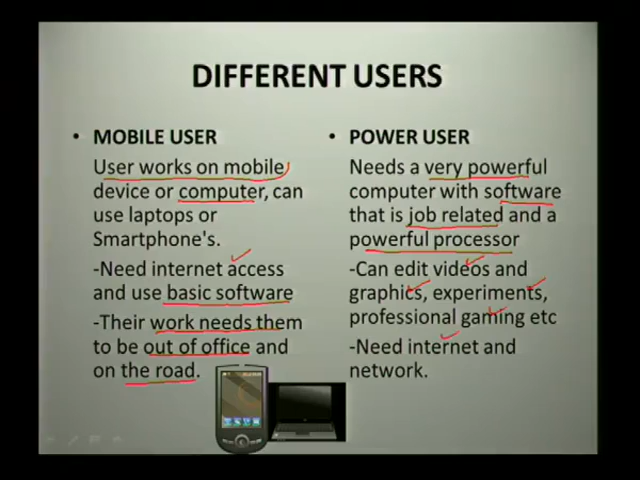 DIFFERENT USERS
• MOBILE USER
User works on mobile
device or computer, can
use laptops or
Smartphone's.
-Need internet access
and use basic software
-Their work needs them
to be out of office and
on the road.
• POWER USER
Needs a very powerful
computer with software
that is job related and a
powerful processor
-Can edit videos and
graphics, experiments,
professional gaming etc
-Need internet and
network.